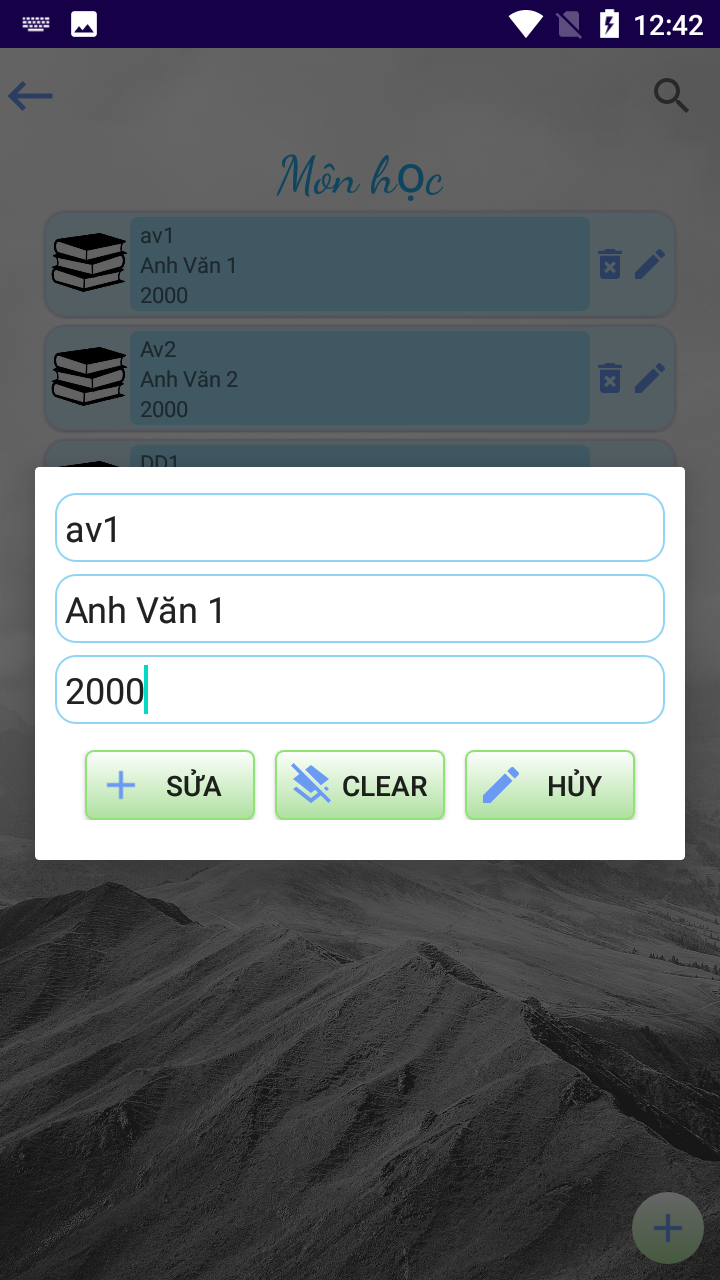 12:42
Môn học
av1
Anh Văn 1
2000
Av2
Anh Văn 2
2000
DD1
av1
Anh Văn 1
2000
SỬA
CLEAR
HỦY